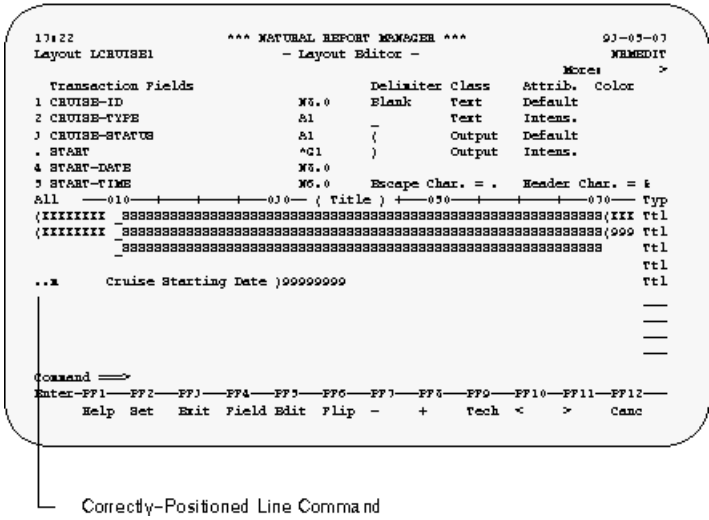 17:22 *** NATURAL REPORT MANAGER *** 93-05-07
Layout LCRUISE1 - Layout Editor - NRMEDIT
More: >
Transaction Fields Delimiter Class Attrib. Color
1 CRUISE-ID N8.0 Blank Text Default
2 CRUISE-TYPE A1 _ Text Intens.
3 CRUISE-STATUS A1 ( Output Default
. START *G1 ) Output Intens.
4 START-DATE N8.0
5 START-TIME N6.0 Escape Char. = . Header Char. = &
All ----010---+----+----030-- ( Title ) +---050----+----+----070-- Typ
(XXXXXXXX _SSSSSSSSSSSSSSSSSSSSSSSSSSSSSSSSSSSSSSSSSSSSSSSSSSSSSSSSSSS(XXX Ttl
(XXXXXXXX _SSSSSSSSSSSSSSSSSSSSSSSSSSSSSSSSSSSSSSSSSSSSSSSSSSSSSSSSSSS(999 Ttl
_SSSSSSSSSSSSSSSSSSSSSSSSSSSSSSSSSSSSSSSSSSSSSSSSSSSSSSSSSSS Ttl
Ttl
Cruise Starting Date )99999999 Ttl
Command ===>
Enter-PF1---PF2---PF3---PF4---PF5---PF6---PF7---PF8---PF9---PF10--PF11--PF12---
Help Set Exit Field Edit Flip - + Tech < > Canc
Correctly-Positioned Line Command